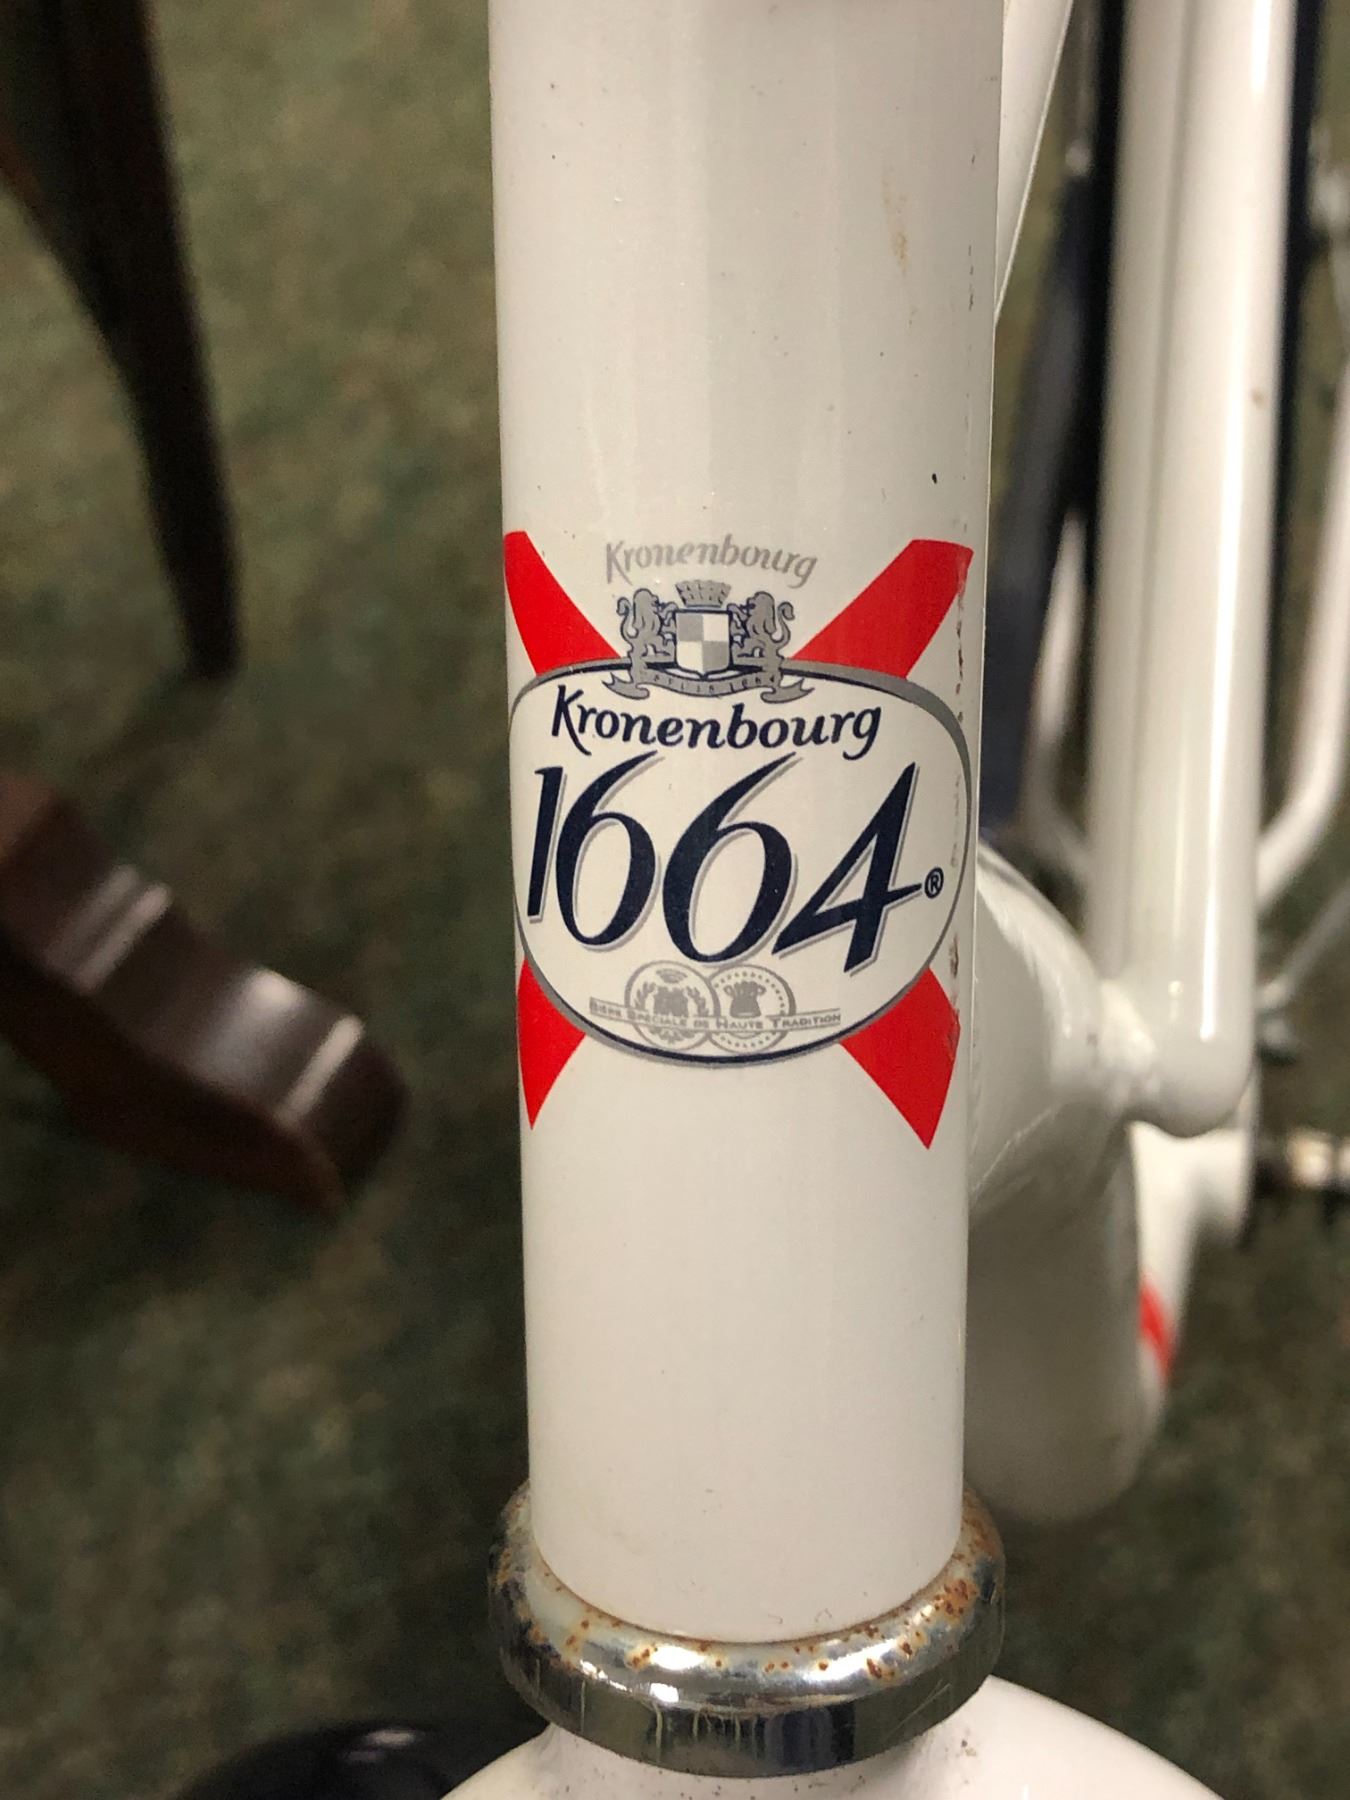 Kronenbourg
Kronenbourg
1664®
BIÈRE SPÉCIALE DE HAUTE TRADITION